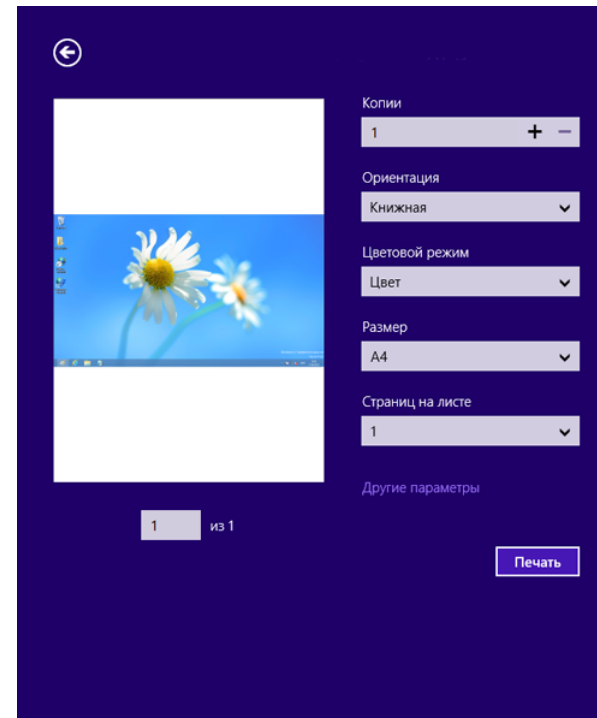 Копии
1
Ориентация
Книжная
Цветовой режим
Цвет
Размер
A4
Страниц на листе
1
Другие параметры
1 из 1
Печать